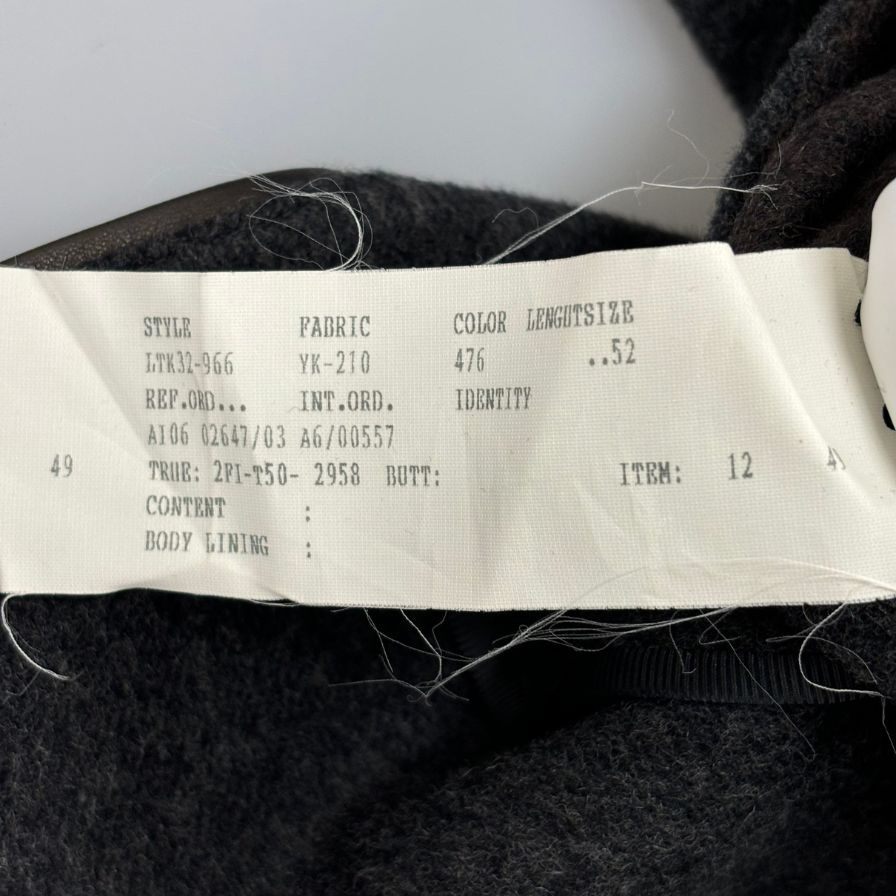 STYLE FABRIC COLOR LENGUTSIZE
LTK32-966 YK-210 476 ..52
REF.ORD... INT.ORD. IDENTITY
AI06 02647/03 A6/00557
49 TRUE: 2FI-T50- 2958 BUTT: ITEM: 12
CONTENT :
BODY LINING :